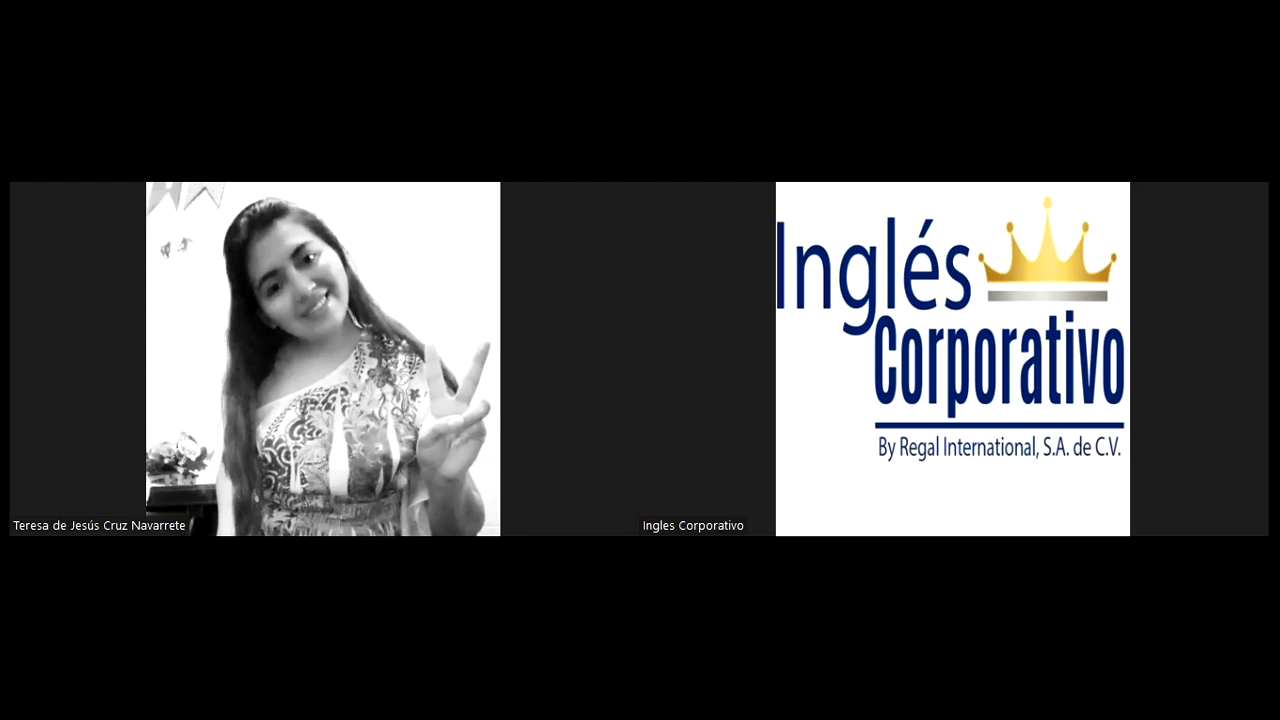 Inglés
Corporativo
By Regal International, S.A. de C.V.
Teresa de Jesús Cruz Navarrete
Ingles Corporativo